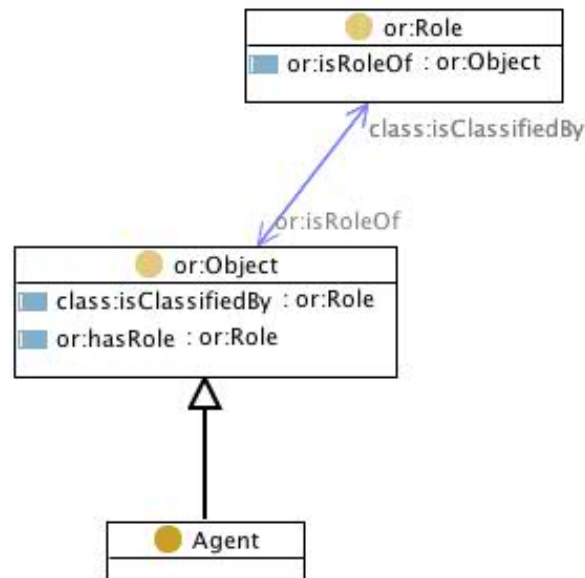 or:Role
or:isRoleOf : or:Object
class:isClassifiedBy
or:isRoleOf
or:Object
class:isClassifiedBy : or:Role
or:hasRole : or:Role
Agent